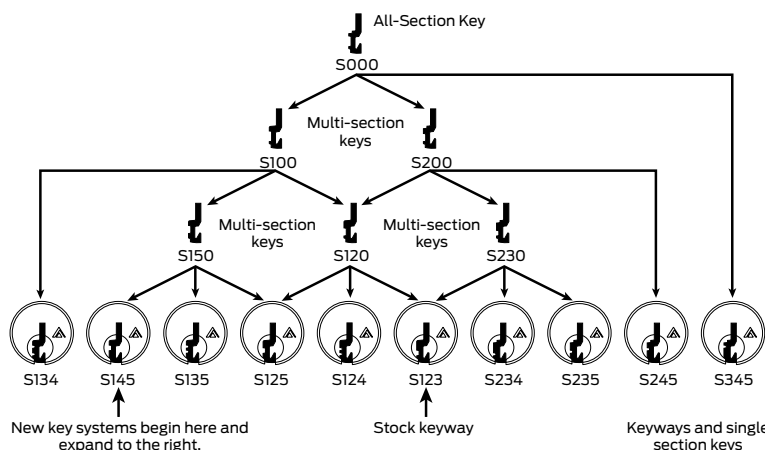 All-Section Key
S000
Multi-section
keys
S100
S200
Multi-section
keys
Multi-section
keys
S150
S120
S230
S134
S145
S135
S125
S124
S123
S234
S235
S245
S345
New key systems begin here and
expand to the right.
Stock keyway
Keyways and single
section keys